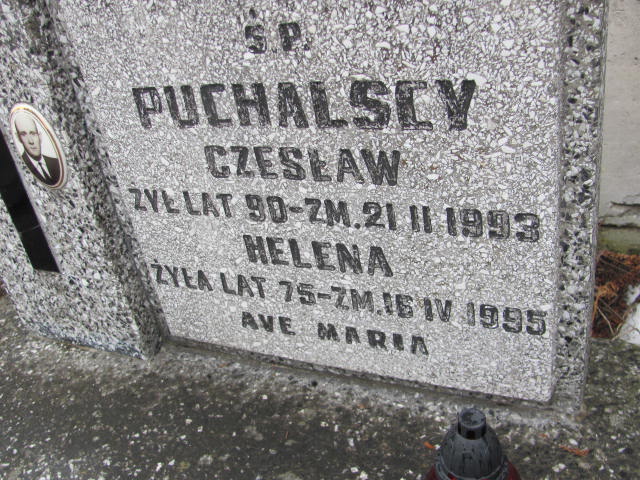 Ś P.
PUCHALSCY
CZESŁAW
ŻYŁ LAT 90-ZM. 21 II 1993
HELENA
ŻYŁA LAT 75-ZM. 16 IV 1995
AVE MARIA